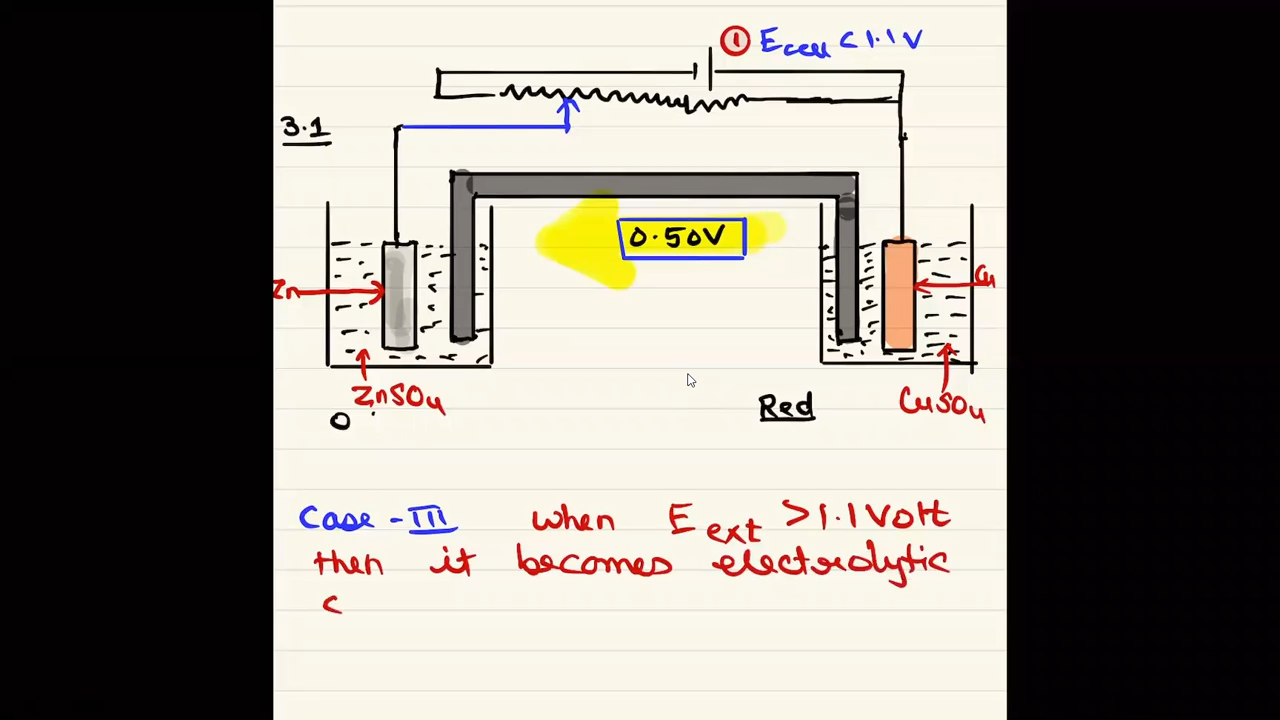 ① Ecell < 1.1 V
3.1
0.50V
Zn
Cu
ZnSO4
CuSO4
O
Red
Case - III when E ext > 1.1 Volt
then it becomes electrolytic
c